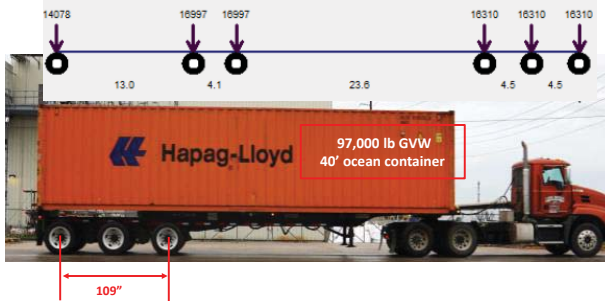 14078 16997 16997 16310 16310 16310
13.0 4.1 23.6 4.5 4.5
Hapag-Lloyd
97,000 lb GVW
40' ocean container
109"